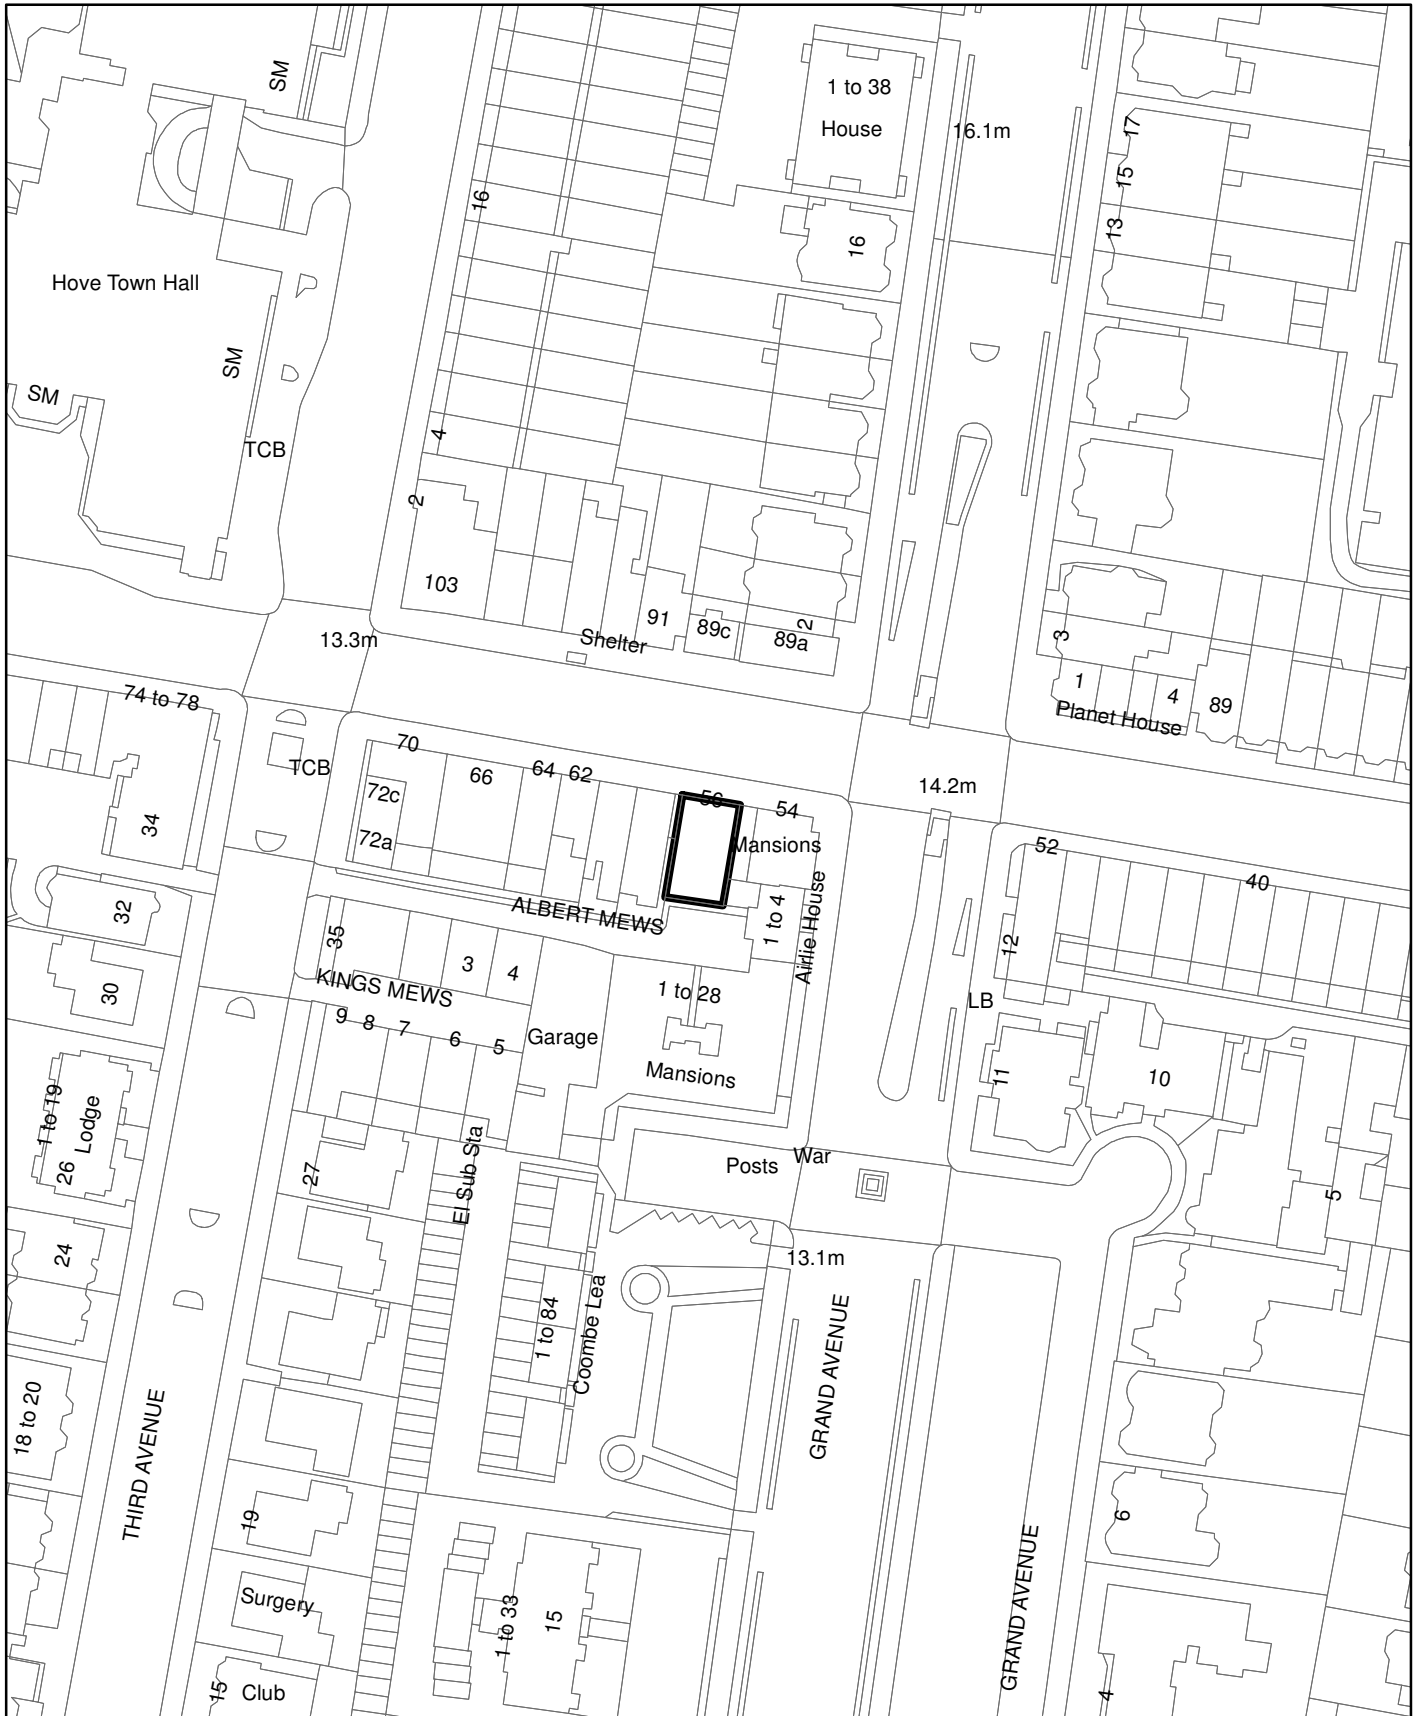 SM
1 to 38
House
16.1m
17
15
13
16
16
Hove Town Hall
SM
SM
TCB
4
2
103
91
89c
89a
2
Shelter
13.3m
3
1
4
89
Planet House
74 to 78
TCB
70
66
64
62
56
54
Mansions
72c
72a
34
14.2m
52
40
32
ALBERT MEWS
1 to 4
Airlie House
12
35
3
4
30
KINGS MEWS
1 to 28
LB
9
8
7
6
5
Garage
Mansions
11
10
1 to 19
Lodge
26
27
El Sub Sta
Posts
War
5
24
13.1m
1 to 84
Coombe Lea
GRAND AVENUE
18 to 20
THIRD AVENUE
19
6
GRAND AVENUE
Surgery
1 to 33
15
15
Club
4